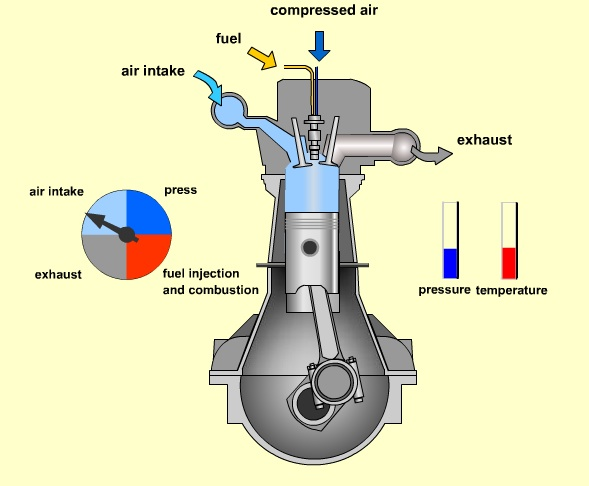 compressed air
fuel
air intake
exhaust
air intake
press
exhaust
fuel injection
and combustion
pressure
temperature